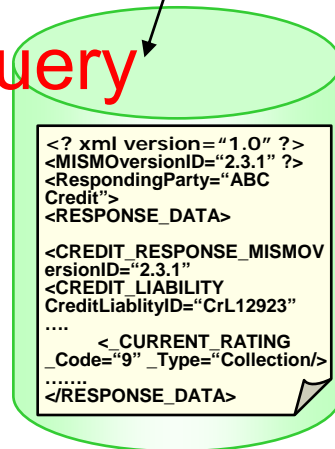 uery
<? xml version="1.0" ?>
<MISMOversionID="2.3.1" ?>
<RespondingParty="ABC
Credit">
<RESPONSE_DATA>
<CREDIT_RESPONSE_MISMOV
ersionID="2.3.1"
<CREDIT_LIABILITY
CreditLiablityID="CrL12923"
….
<_CURRENT_RATING
_Code="9" _Type="Collection/>
…….
</RESPONSE_DATA>